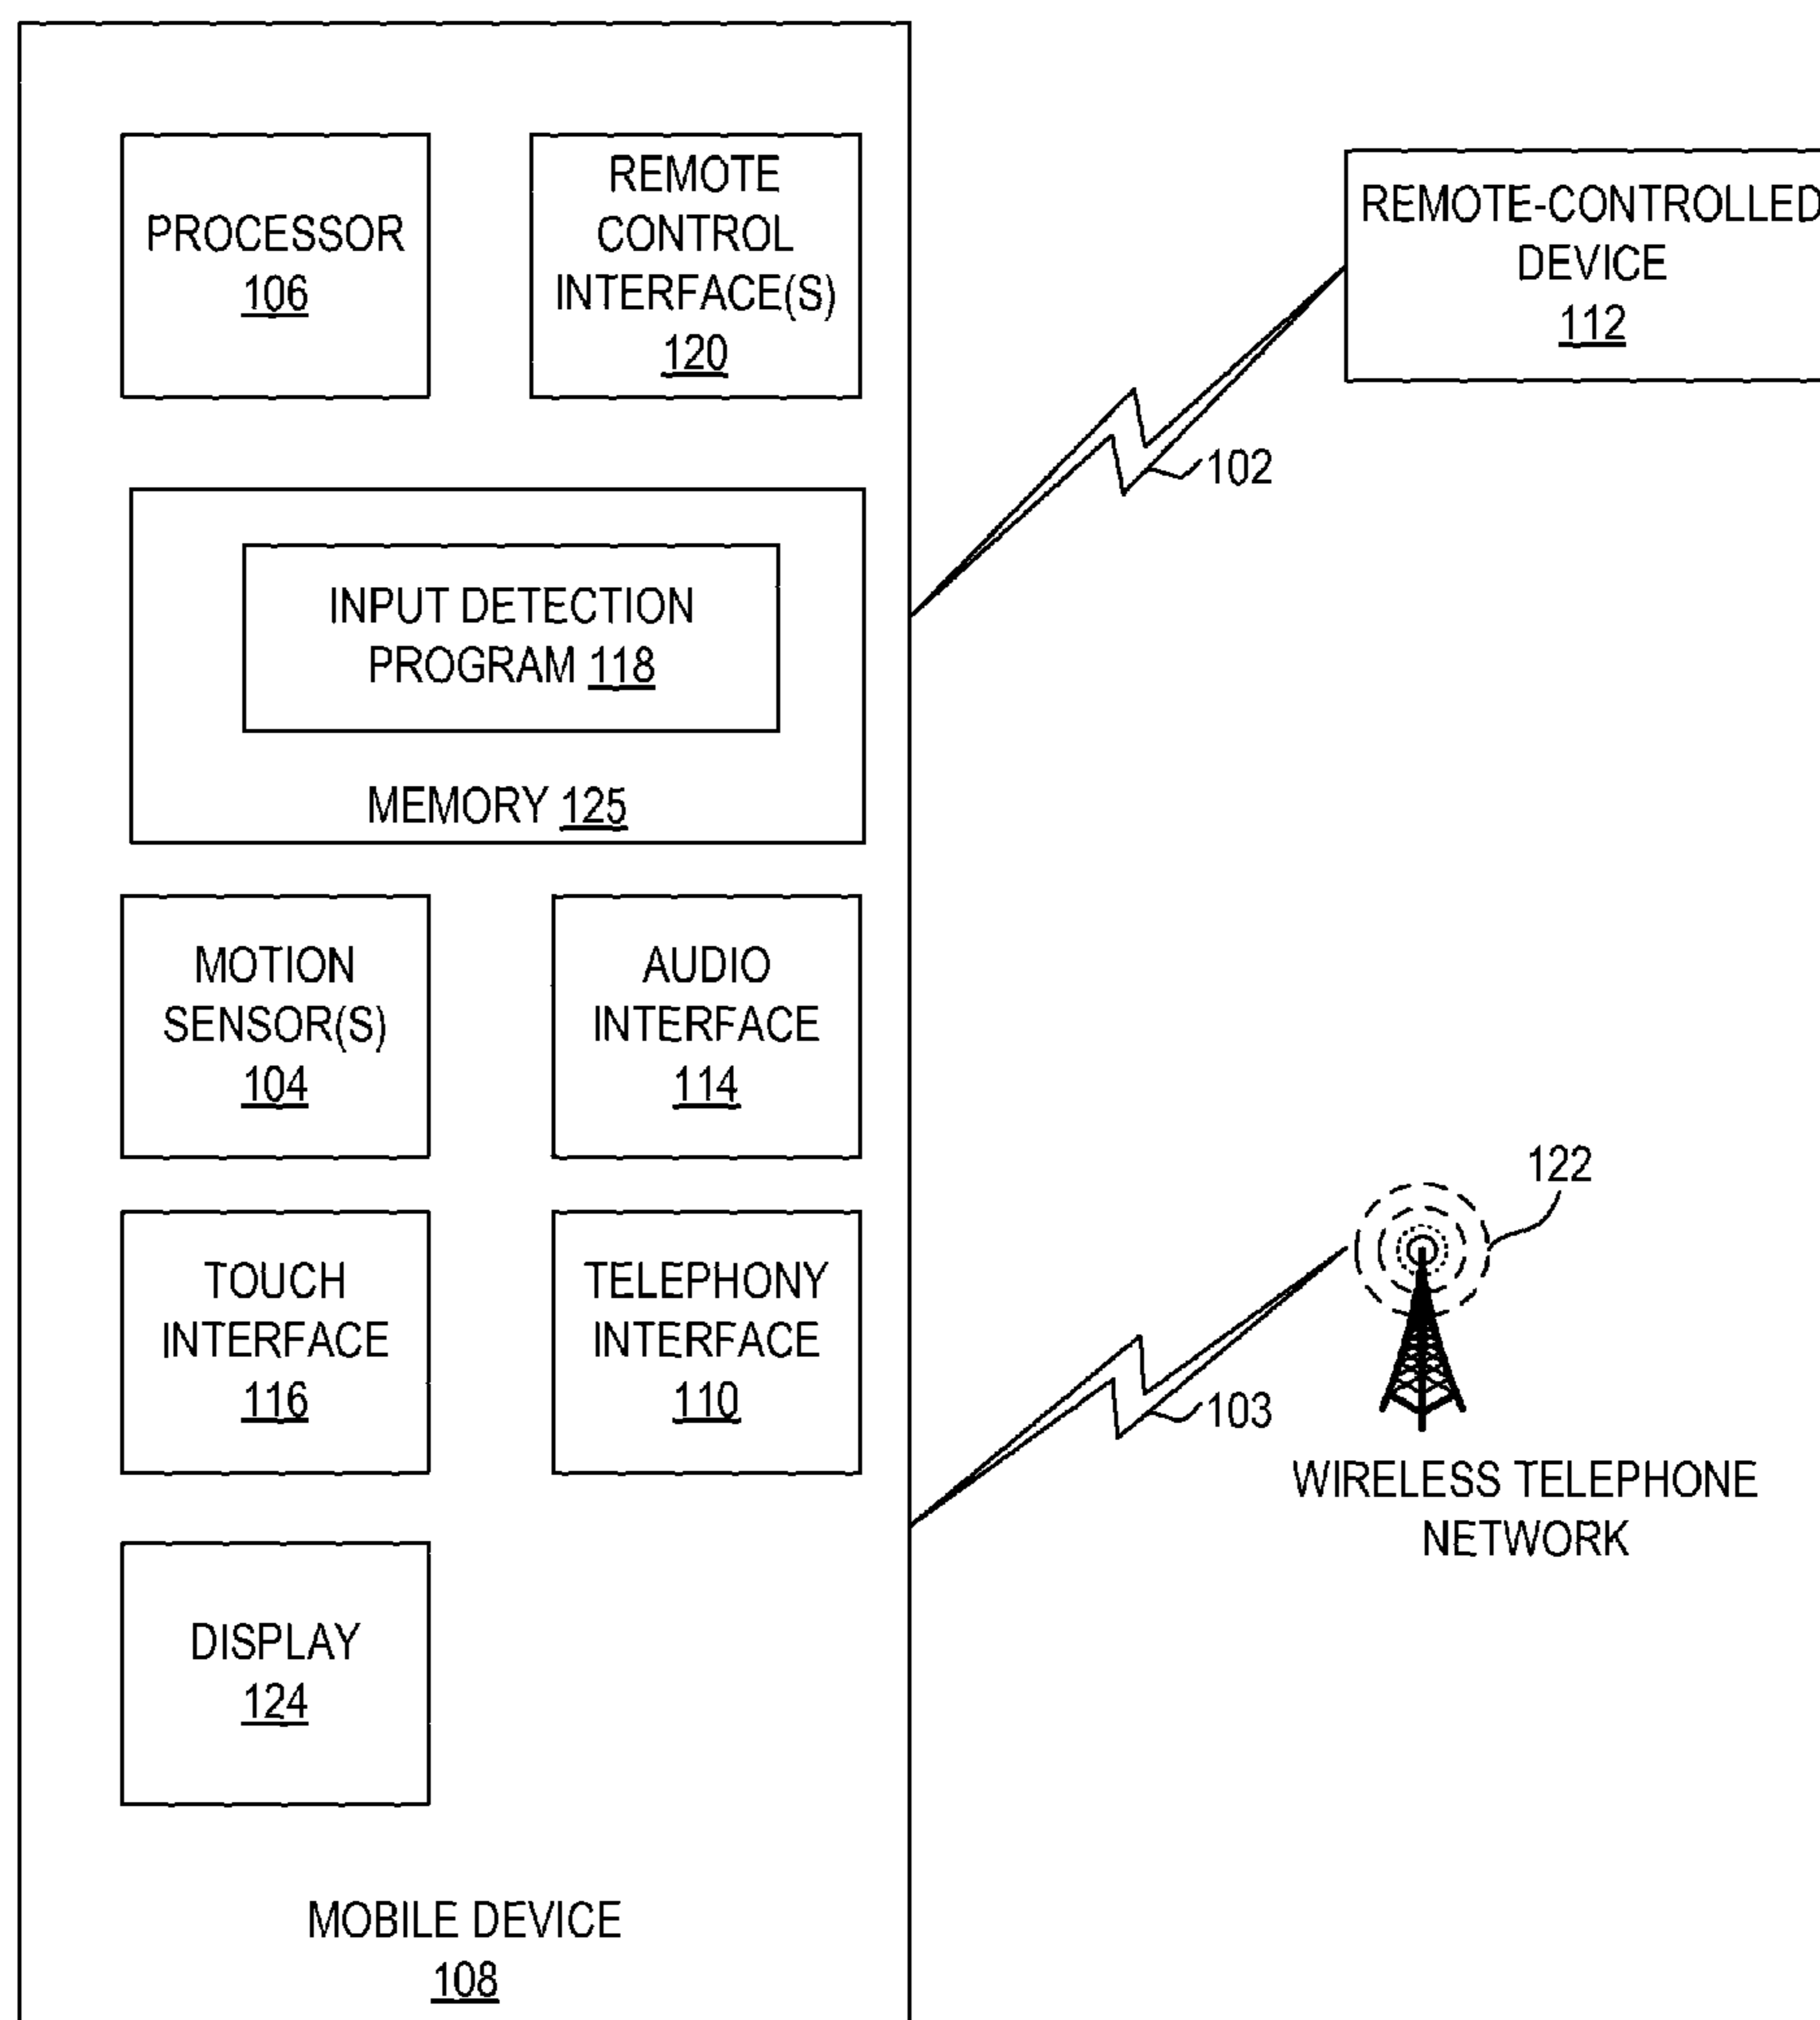 PROCESSOR
106
REMOTE
CONTROL
INTERFACE(S)
120
REMOTE-CONTROLLED
DEVICE
112
102
INPUT DETECTION
PROGRAM 118
MEMORY 125
MOTION
SENSOR(S)
104
AUDIO
INTERFACE
114
TOUCH
INTERFACE
116
TELEPHONY
INTERFACE
110
122
103
WIRELESS TELEPHONE
NETWORK
DISPLAY
124
MOBILE DEVICE
108